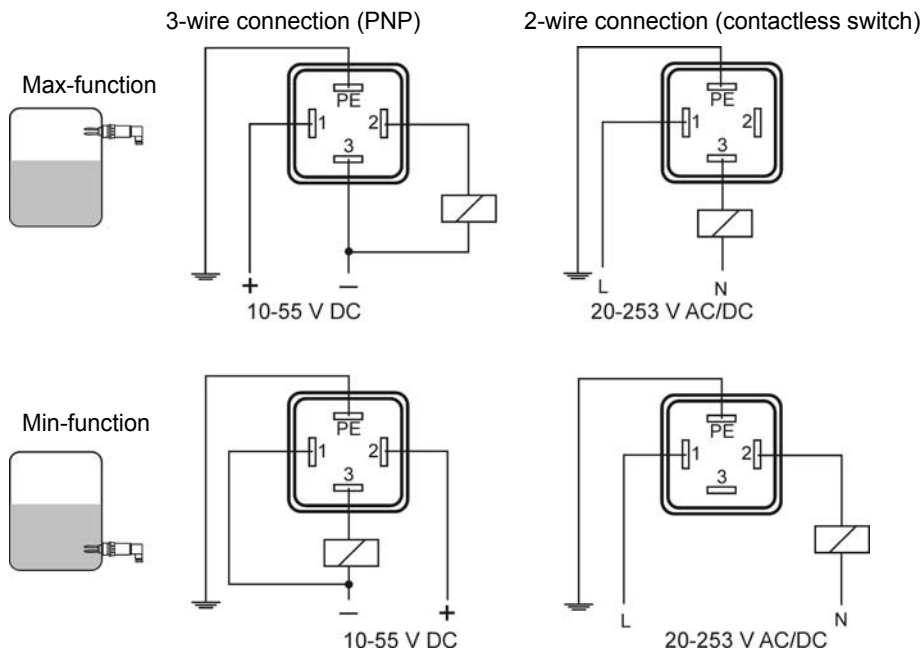 3-wire connection (PNP)
2-wire connection (contactless switch)
Max-function
PE
1
2
3
+
—
10-55 V DC
PE
1
2
3
L
N
20-253 V AC/DC
Min-function
PE
1
2
3
—
+
10-55 V DC
PE
1
2
3
L
N
20-253 V AC/DC